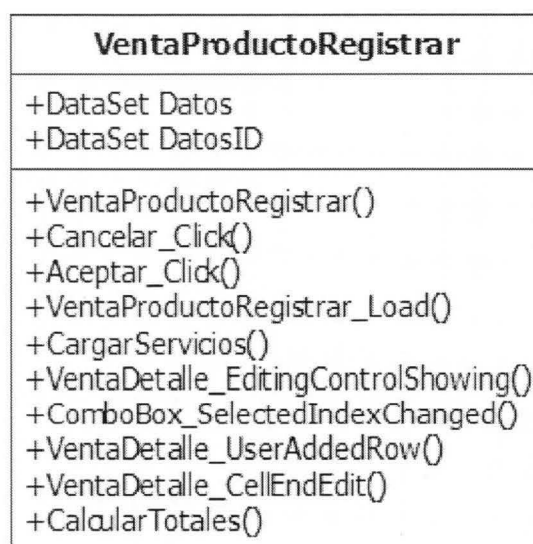 VentaProductoRegistrar
+DataSet Datos
+DataSet DatosID
+VentaProductoRegistrar()
+Cancelar_Click()
+Aceptar_Click()
+VentaProductoRegistrar_Load()
+CargarServicios()
+VentaDetalle_EditingControlShowing()
+ComboBox_SelectedIndexChanged()
+VentaDetalle_UserAddedRow()
+VentaDetalle_CellEndEdit()
+CalcularTotales()